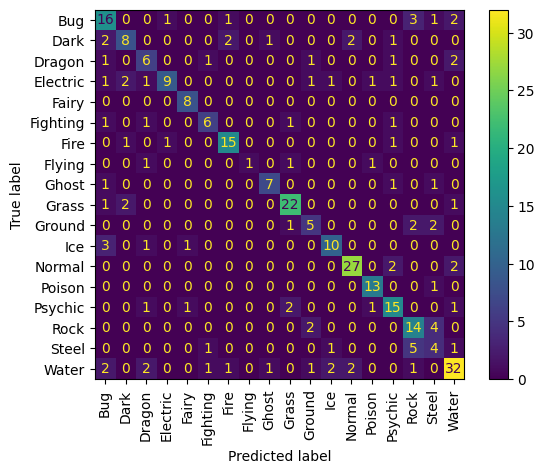 Bug 16 0 0 1 0 0 1 0 0 0 0 0 0 0 0 3 1 2
Dark 2 8 0 0 0 0 2 0 1 0 0 0 2 0 1 0 0 0
Dragon 1 0 6 0 0 1 0 0 0 0 1 0 0 0 1 0 0 2
Electric 1 2 1 9 0 0 0 0 0 0 1 1 0 1 1 0 1 0
Fairy 0 0 0 0 8 0 0 0 0 0 0 0 0 0 0 0 0 0
Fighting 1 0 1 0 0 6 0 0 0 1 0 0 0 0 1 0 0 0
Fire 0 1 0 1 0 0 15 0 0 0 0 0 0 0 1 0 0 1
Flying 0 0 1 0 0 0 0 1 0 1 0 0 0 1 0 0 0 0
Ghost 1 0 0 0 0 0 0 0 7 0 0 0 0 0 1 0 1 0
Grass 1 2 0 0 0 0 0 0 0 22 0 0 0 0 0 0 0 1
Ground 0 0 0 0 0 0 0 0 0 1 5 0 0 0 0 2 2 0
Ice 3 0 1 0 1 0 0 0 0 0 0 10 0 0 0 0 0 0
Normal 0 0 0 0 0 0 0 0 0 0 0 0 27 0 2 0 0 2
Poison 0 0 0 0 0 0 0 0 0 0 0 0 0 13 0 0 1 0
Psychic 0 0 1 0 1 0 0 0 0 2 0 0 0 1 15 0 0 1
Rock 0 0 0 0 0 0 0 0 0 0 2 0 0 0 0 14 4 0
Steel 0 0 0 0 0 1 0 0 0 0 0 1 0 0 0 5 4 1
Water 2 0 2 0 0 1 1 0 1 0 1 2 2 0 0 1 0 32
Bug Dark Dragon Electric Fairy Fighting Fire Flying Ghost Grass Ground Ice Normal Poison Psychic Rock Steel Water
Predicted label
True label
30
25
20
15
10
5
0